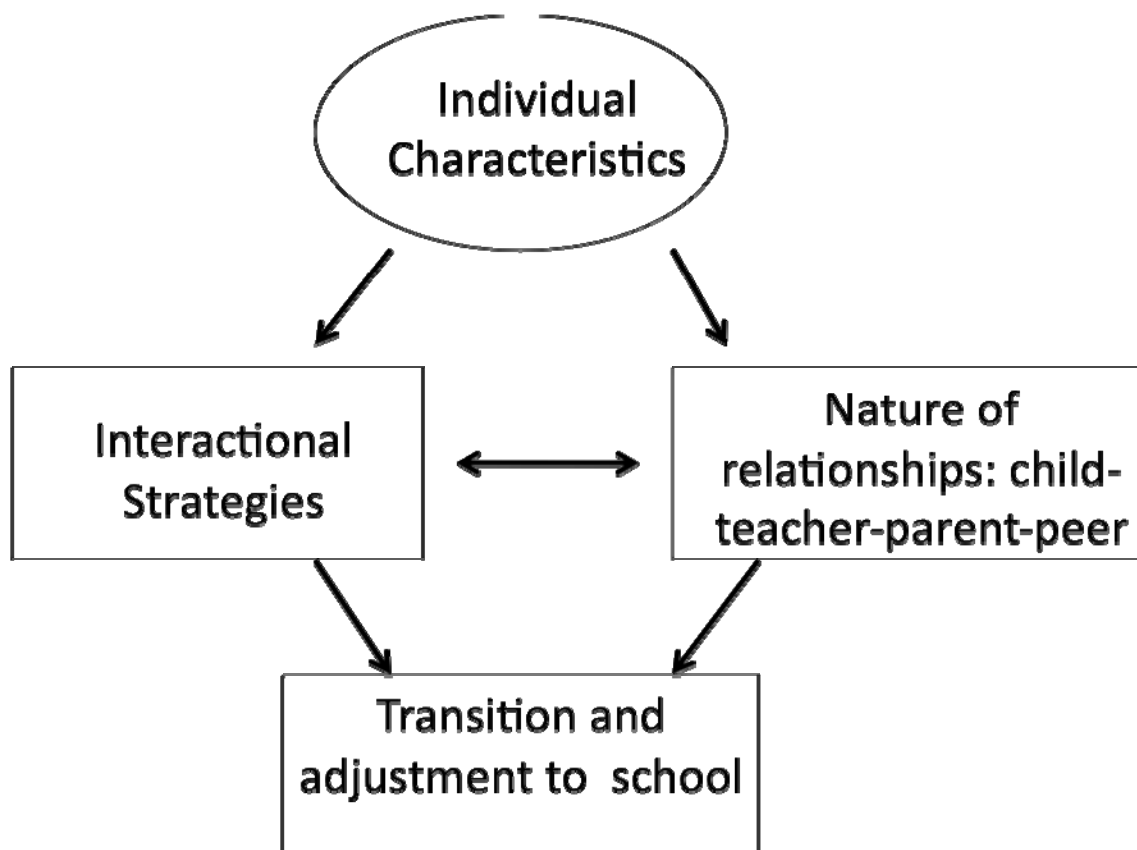 Individual
Characteristics
Interactional
Strategies
Nature of
relationships: child-
teacher-parent-peer
Transition and
adjustment to school